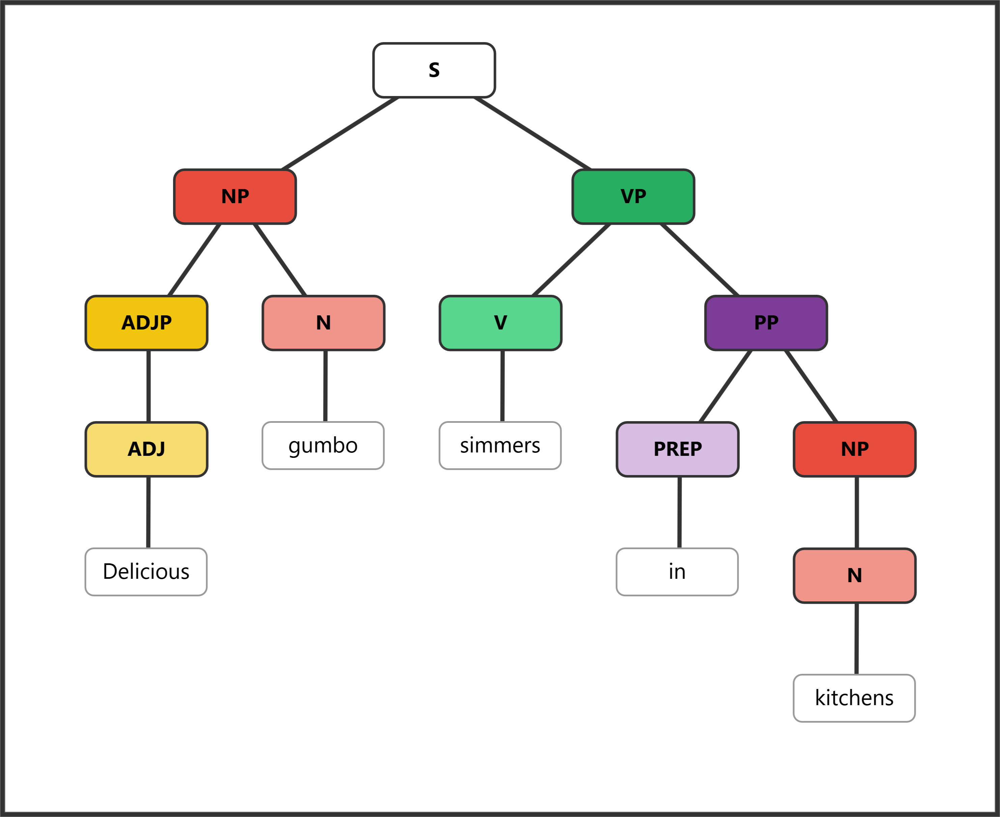 S
NP VP
ADJP N V PP
ADJ gumbo simmers PREP NP
Delicious in N
kitchens